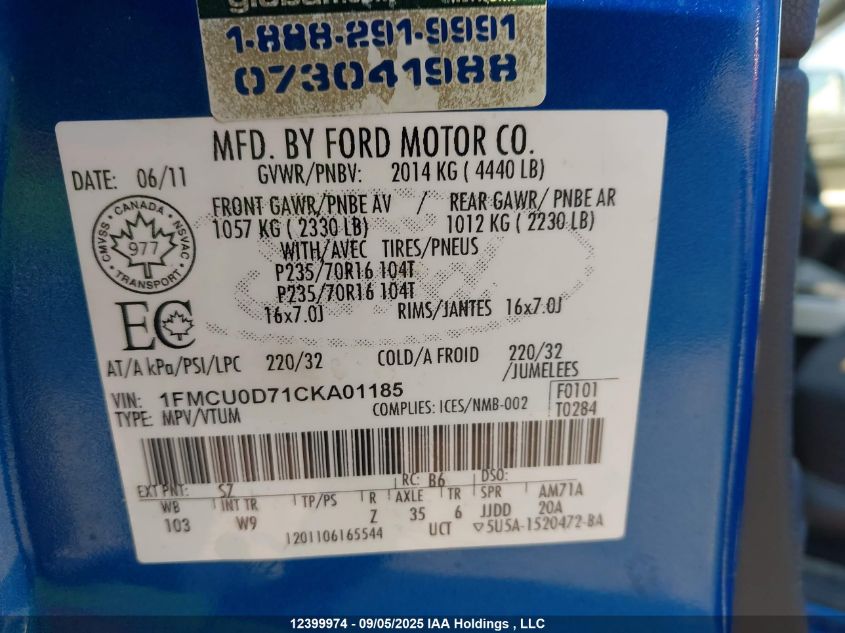 1-888-291-9991
073041988
MFD. BY FORD MOTOR CO.
DATE: 06/11
GVWR/PNBV: 2014 KG ( 4440 LB)
FRONT GAWR/PNBE AV / REAR GAWR/ PNBE AR
1057 KG ( 2330 LB) 1012 KG ( 2230 LB)
WITH/AVEC TIRES/PNEUS
P235/70R16 104T
P235/70R16 104T
16x7.0J RIMS/JANTES 16x7.0J
CANADA
CMVSS NSVAC
977
TRANSPORT
EC
AT/A kPa/PSI/LPC 220/32 COLD/A FROID 220/32
/JUMELEES
VIN: 1FMCU0D71CKA01185
TYPE: MPV/VTUM COMPLIES: ICES/NMB-002
F0101
T0284
EXT PNT: SZ RC: B6 DSO:
WB INT TR TP/PS R AXLE TR SPR AM71A
103 W9 Z 35 6 JJDD 20A
1201106165544 UCT 5U5A-1520472-BA
12399974 - 09/05/2025 IAA Holdings , LLC